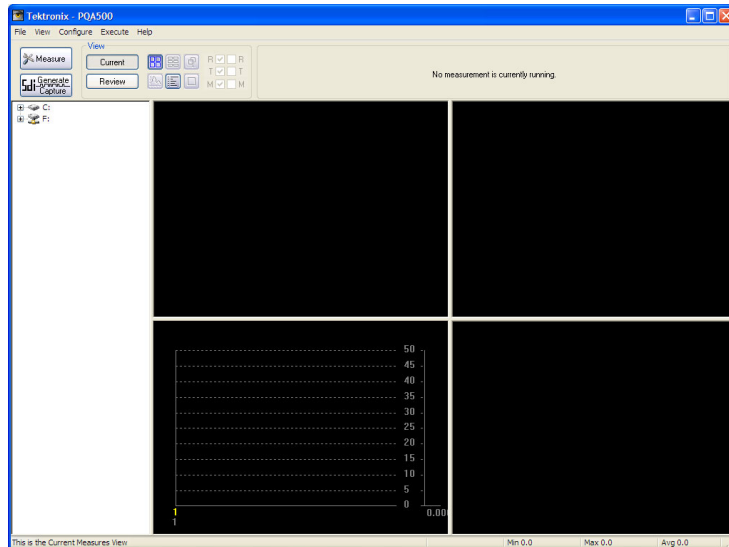 Tektronix - PQA500
File View Configure Execute Help
View
Measure
Current
R R
T T
M M
Sdi Generate
Capture
Review
No measurement is currently running.
C:
F:
50
45
40
35
30
25
20
15
10
5
0
1
1
0.00
This is the Current Measures View
Min 0.0
Max 0.0
Avg 0.0